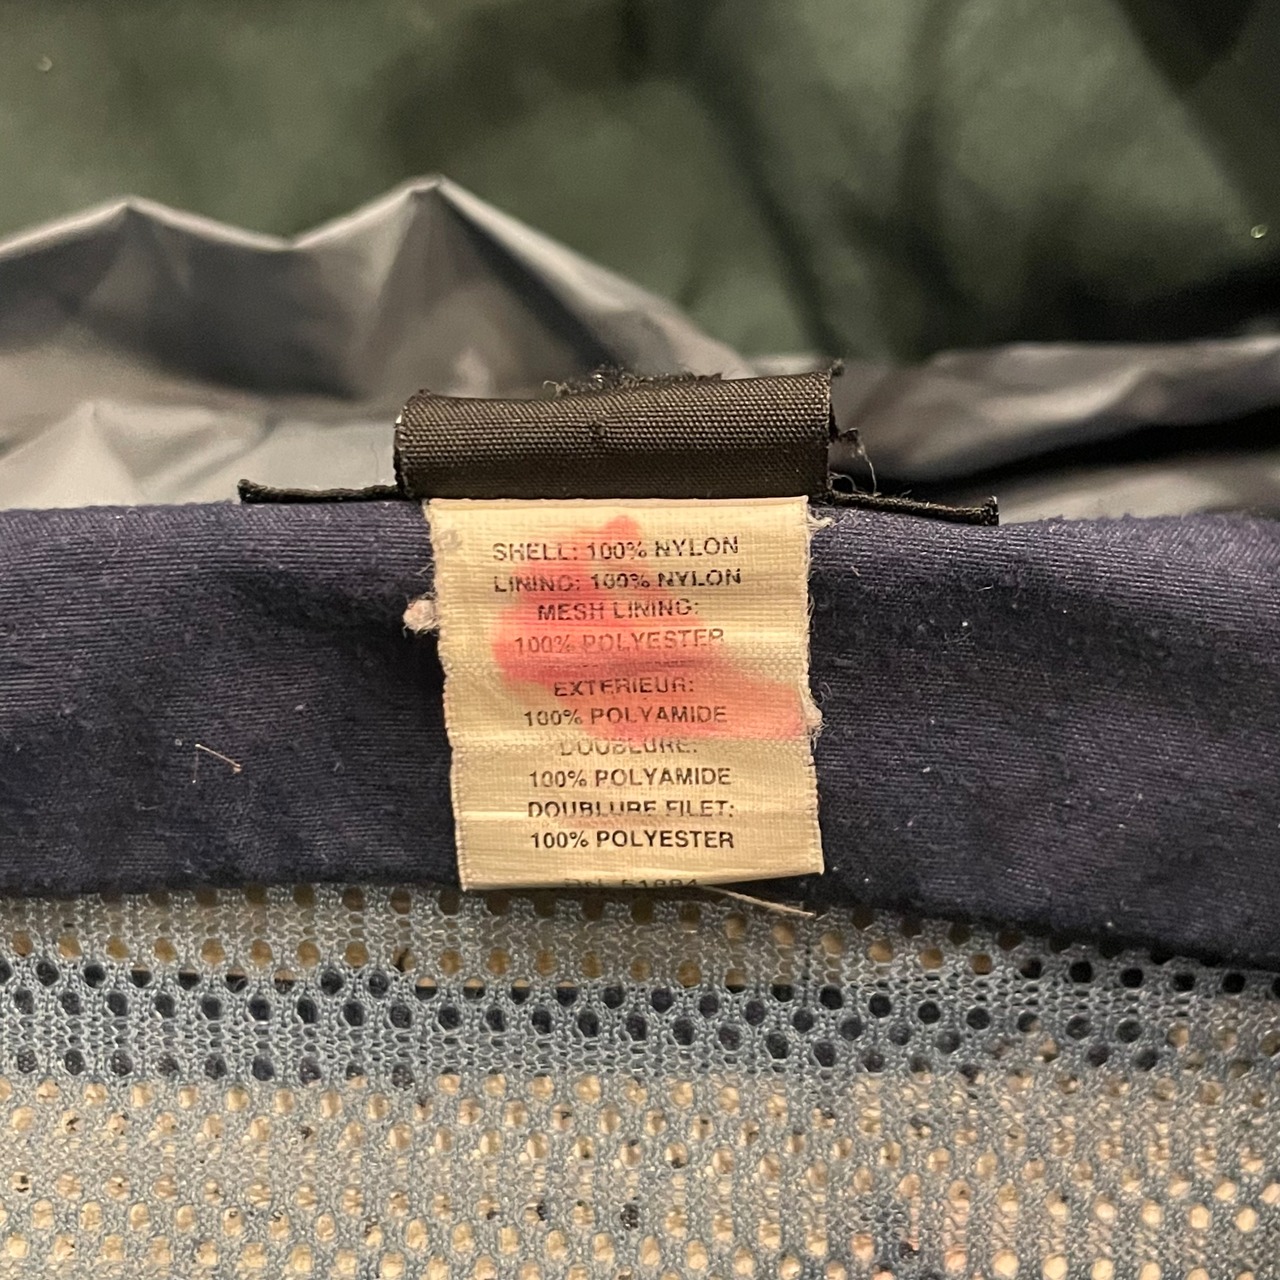 SHELL: 100% NYLON
LINING: 100% NYLON
MESH LINING:
100% POLYESTER
EXTERIEUR:
100% POLYAMIDE
DOUBLURE:
100% POLYAMIDE
DOUBLURE FILET:
100% POLYESTER